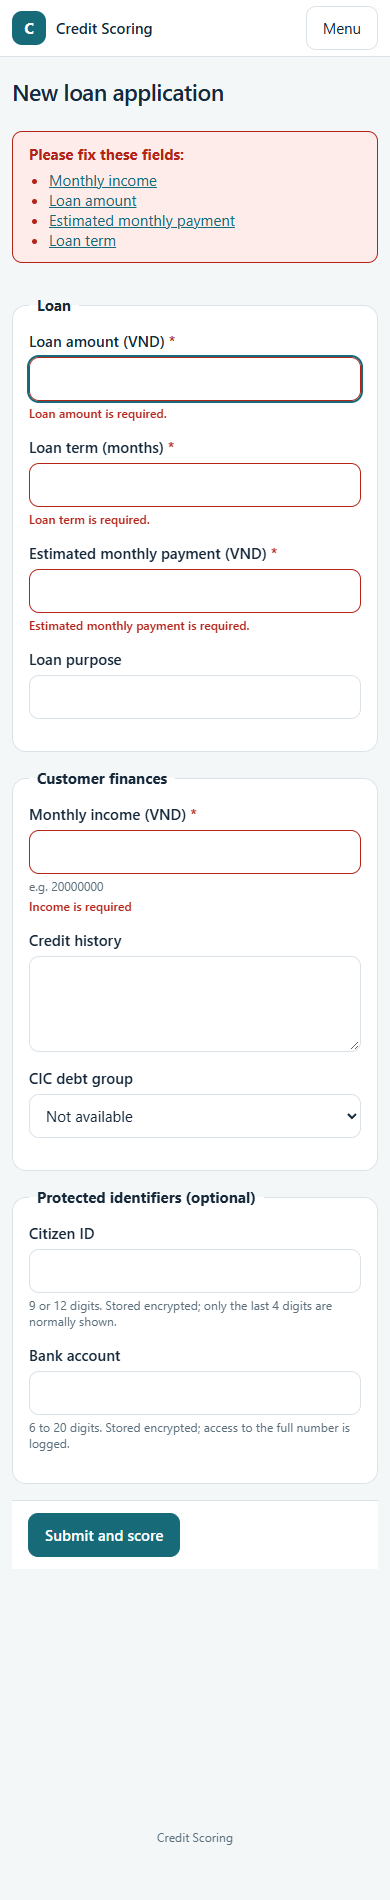 C Credit Scoring Menu
New loan application
Please fix these fields:
• Monthly income
• Loan amount
• Estimated monthly payment
• Loan term
Loan
Loan amount (VND) *
Loan amount is required.
Loan term (months) *
Loan term is required.
Estimated monthly payment (VND) *
Estimated monthly payment is required.
Loan purpose
Customer finances
Monthly income (VND) *
e.g. 20000000
Income is required
Credit history
CIC debt group
Not available
Protected identifiers (optional)
Citizen ID
9 or 12 digits. Stored encrypted; only the last 4 digits are
normally shown.
Bank account
6 to 20 digits. Stored encrypted; access to the full number is
logged.
Submit and score
Credit Scoring